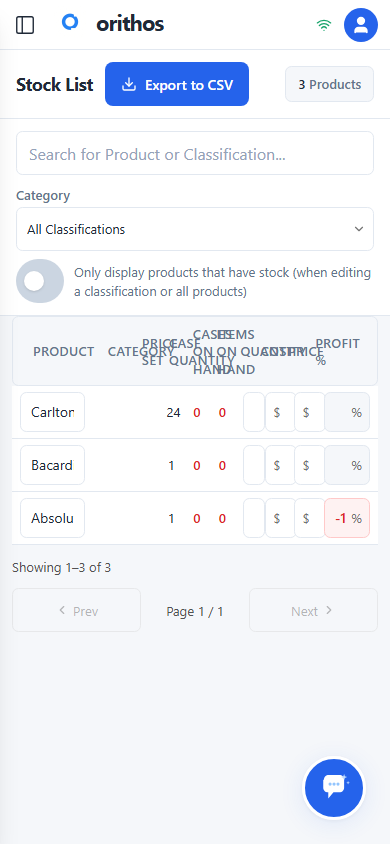 orithos
Stock List
Export to CSV
3 Products
Search for Product or Classification...
Category
All Classifications
Only display products that have stock (when editing
a classification or all products)
PRODUCT CATEGORY PRICE SET CASE QUANTITY CASES ON HAND ITEMS ON HAND QUANTITY COST PRICE PROFIT %
Carlton 24 0 0 $ $ %
Bacard 1 0 0 $ $ %
Absolu 1 0 0 $ $ -1 %
Showing 1–3 of 3
Prev
Page 1 / 1
Next